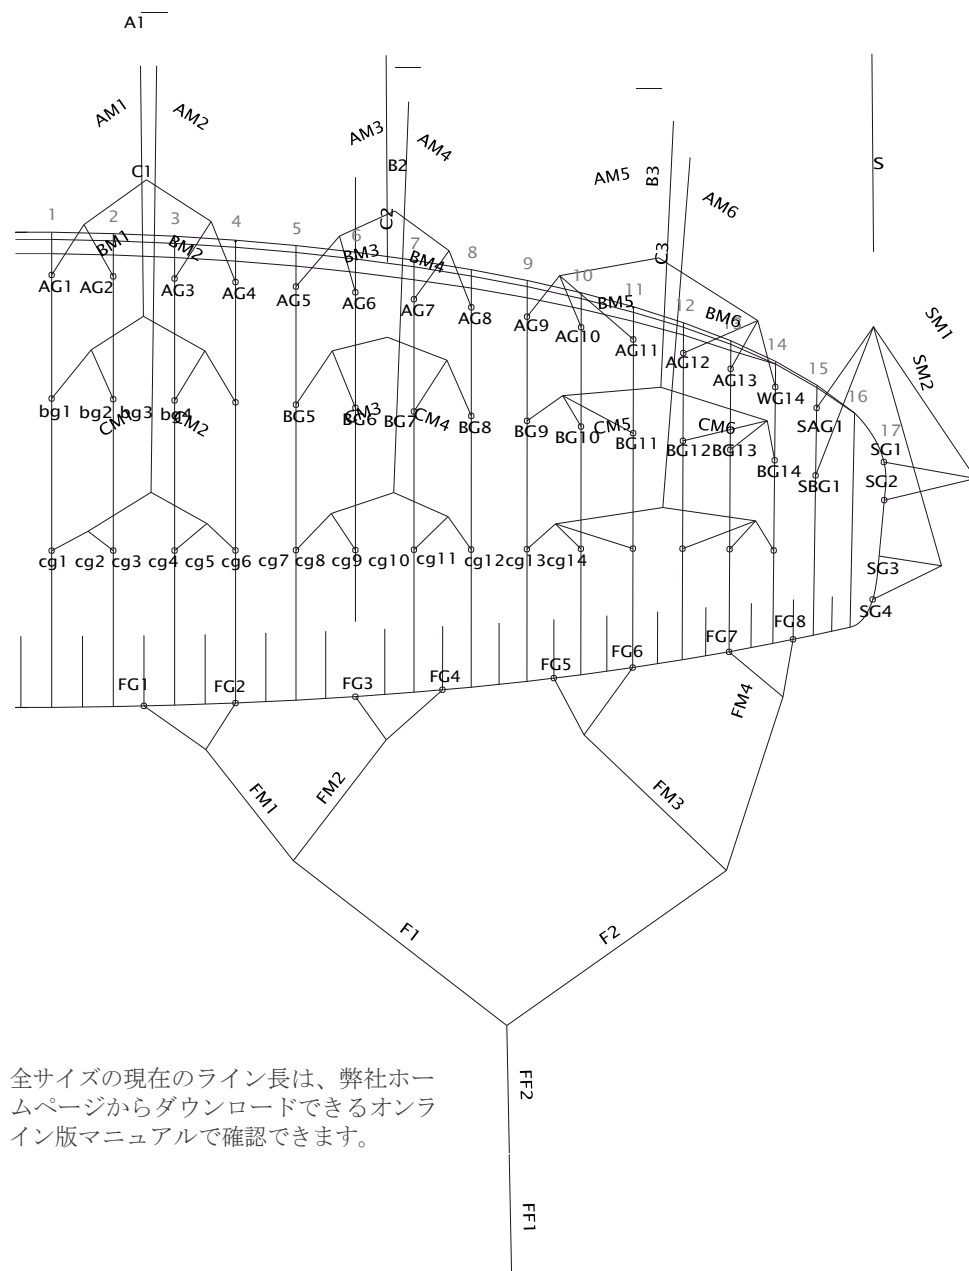 A1
AM1 AM2
AM3 AM4
B2
AM5 B3 AM6
S
C1
C2
C3
1 2 3 4 5 6 7 8 9 10 11 12 13 14 15 16 17
BM1 BM2 BM3 BM4 BM5 BM6
SM1
SM2
AG1 AG2 AG3 AG4 AG5 AG6 AG7 AG8 AG9 AG10 AG11 AG12 AG13 WG14 SAG1
bg1 bg2 bg3 bg4 BG5 BG6 BG7 BG8 BG9 BG10 BG11 BG12 BG13 BG14 SBG1
CM1 CM2 CM3 CM4 CM5 CM6
SG1
SG2
cg1 cg2 cg3 cg4 cg5 cg6 cg7 cg8 cg9 cg10 cg11 cg12 cg13 cg14
SG3
SG4
FG1 FG2 FG3 FG4 FG5 FG6 FG7 FG8
FM1 FM2 FM3 FM4
F1 F2
FF2
全サイズの現在のライン長は、弊社ホー
ムページからダウンロードできるオンラ
イン版マニュアルで確認できます。
FF1